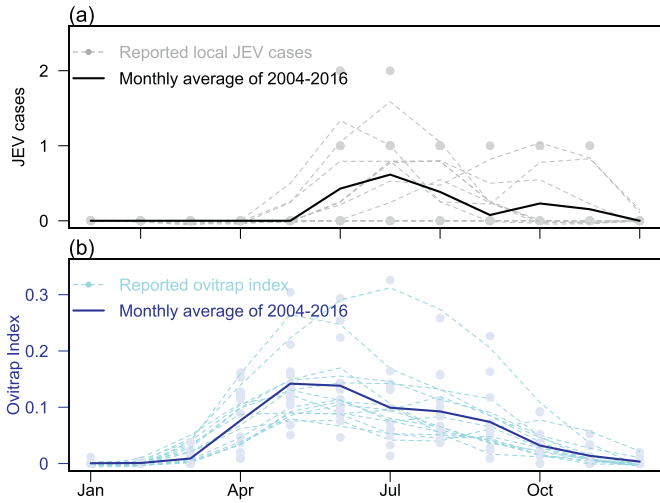 (a)
Reported local JEV cases
Monthly average of 2004-2016
2
1
0
JEV cases
(b)
Reported ovitrap index
Monthly average of 2004-2016
0.3
0.2
0.1
0
Ovitrap Index
Jan Apr Jul Oct